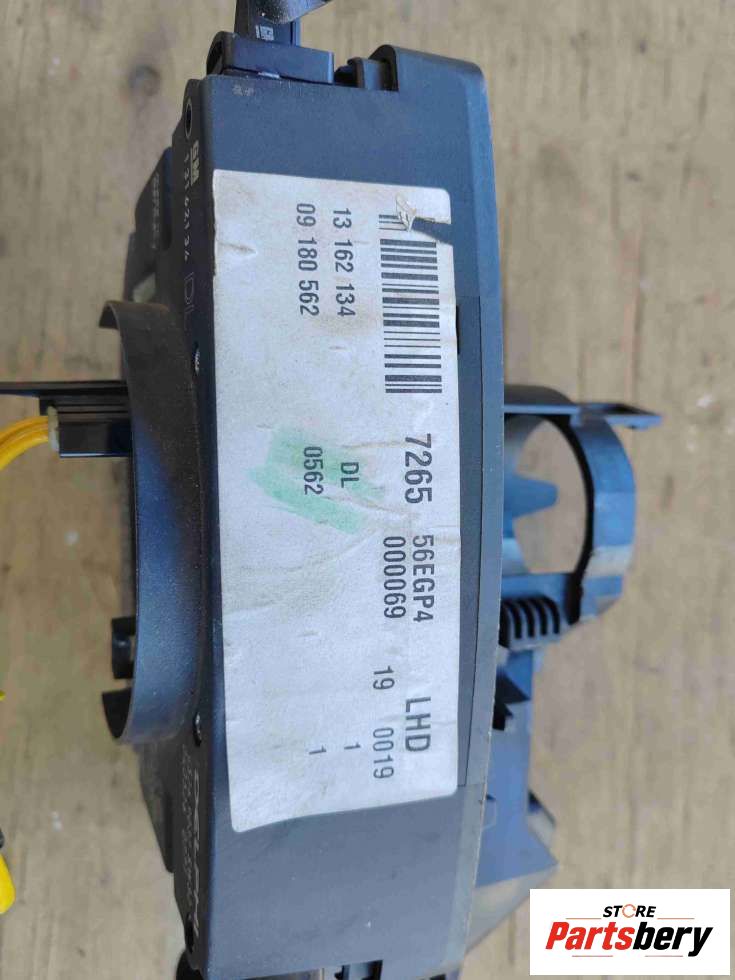 GM
DL
7265 56EGP4 LHD
000069 19 0019
13 162 134 DL 1
09 180 562 0562 1
STORE
Partsbery